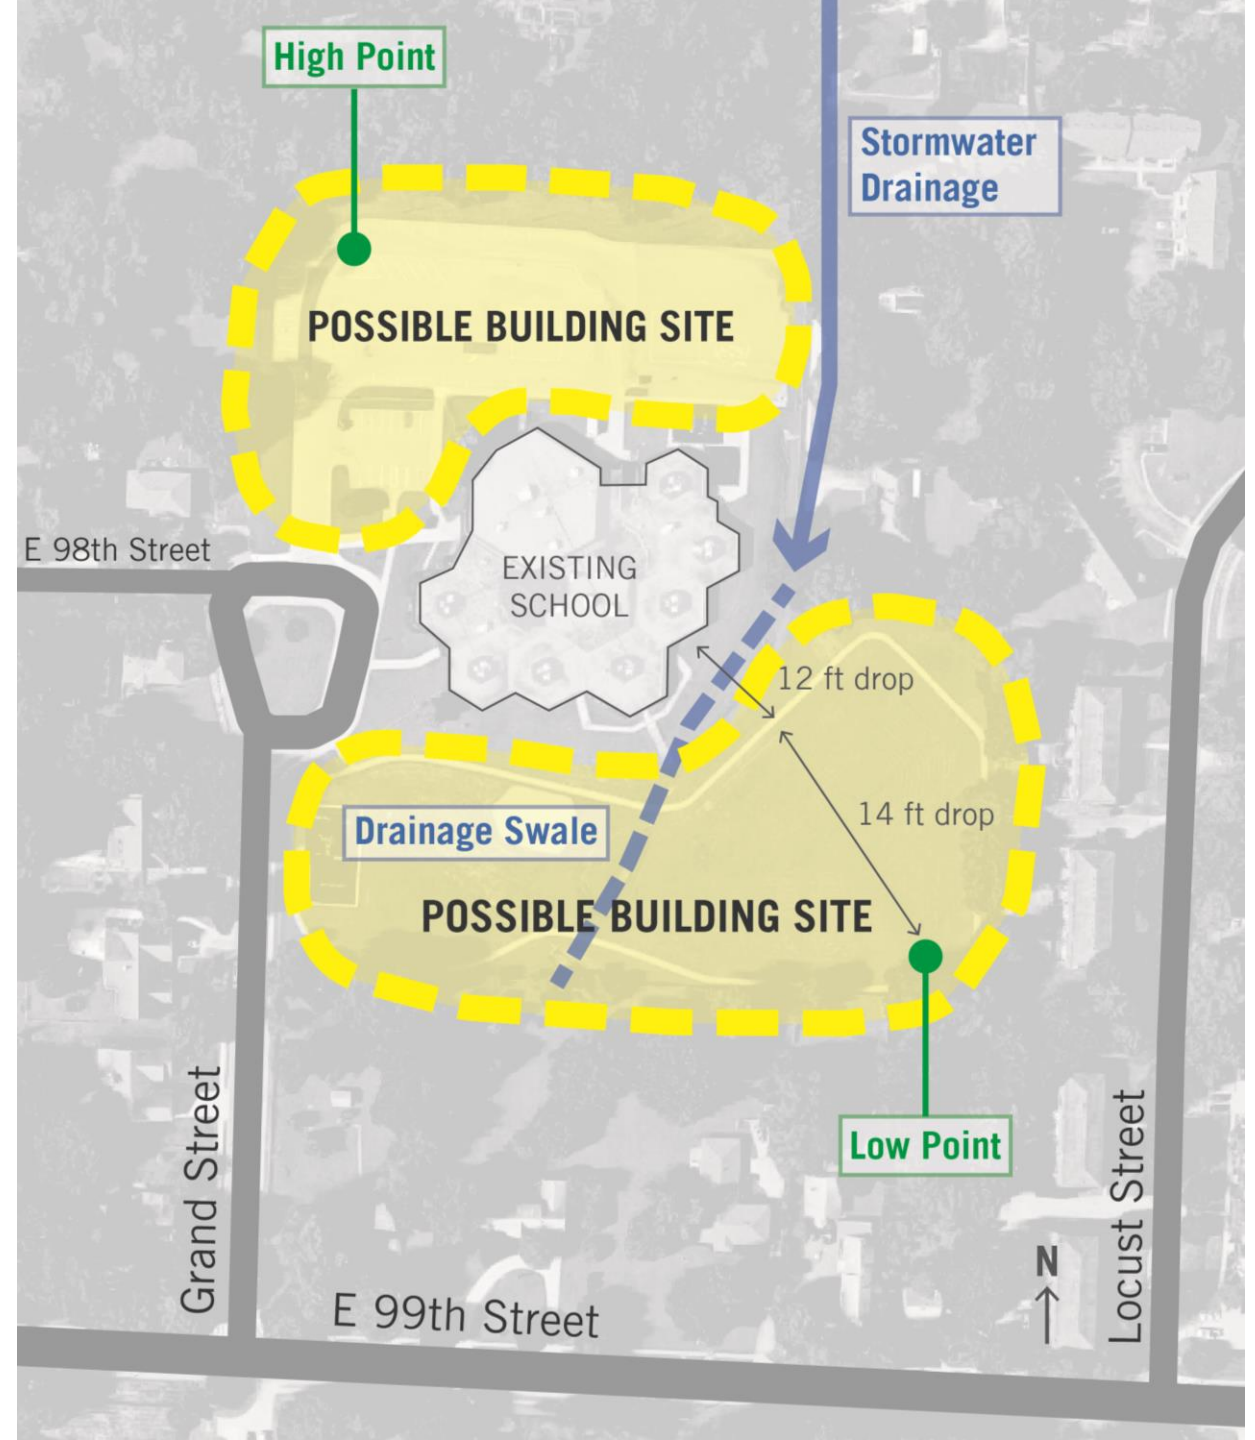 High Point
Stormwater
Drainage
POSSIBLE BUILDING SITE
E 98th Street
EXISTING
SCHOOL
12 ft drop
14 ft drop
Drainage Swale
POSSIBLE BUILDING SITE
Low Point
Grand Street
Locust Street
N
E 99th Street